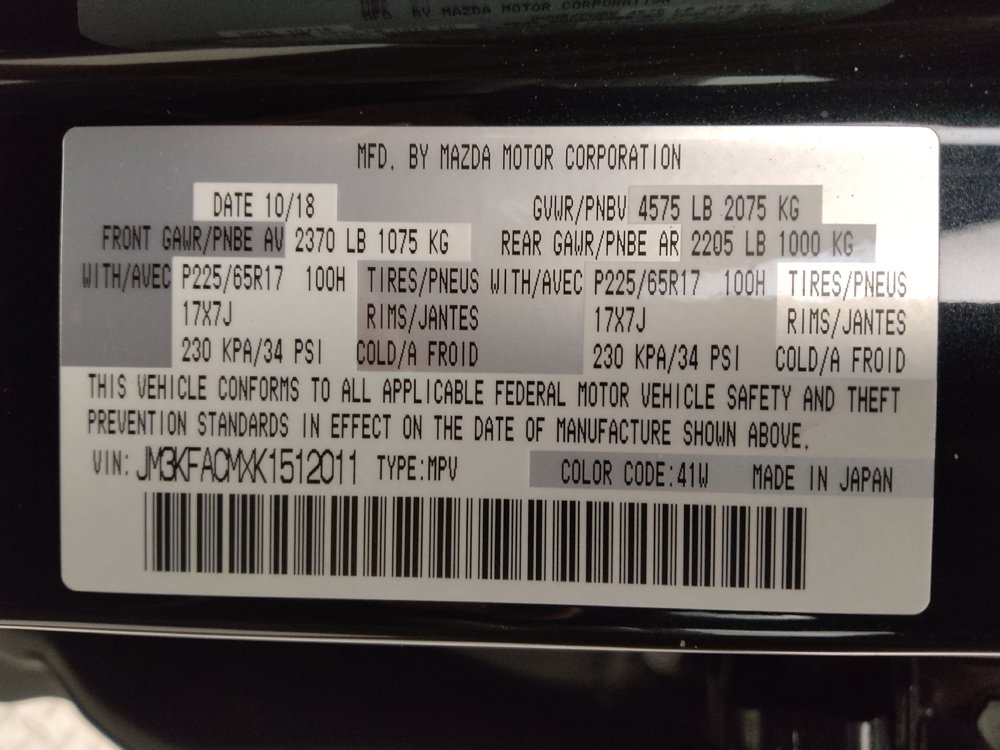 MFD. BY MAZDA MOTOR CORPORATION
MFD. BY MAZDA MOTOR CORPORATION
DATE 10/18 GVWR/PNBV 4575 LB 2075 KG
FRONT GAWR/PNBE AV 2370 LB 1075 KG REAR GAWR/PNBE AR 2205 LB 1000 KG
WITH/AVEC P225/65R17 100H TIRES/PNEUS WITH/AVEC P225/65R17 100H TIRES/PNEUS
17X7J RIMS/JANTES 17X7J RIMS/JANTES
230 KPA/34 PSI COLD/A FROID 230 KPA/34 PSI COLD/A FROID
THIS VEHICLE CONFORMS TO ALL APPLICABLE FEDERAL MOTOR VEHICLE SAFETY AND THEFT
PREVENTION STANDARDS IN EFFECT ON THE DATE OF MANUFACTURE SHOWN ABOVE.
VIN: JM3KFACMXK1512011 TYPE:MPV COLOR CODE:41W MADE IN JAPAN